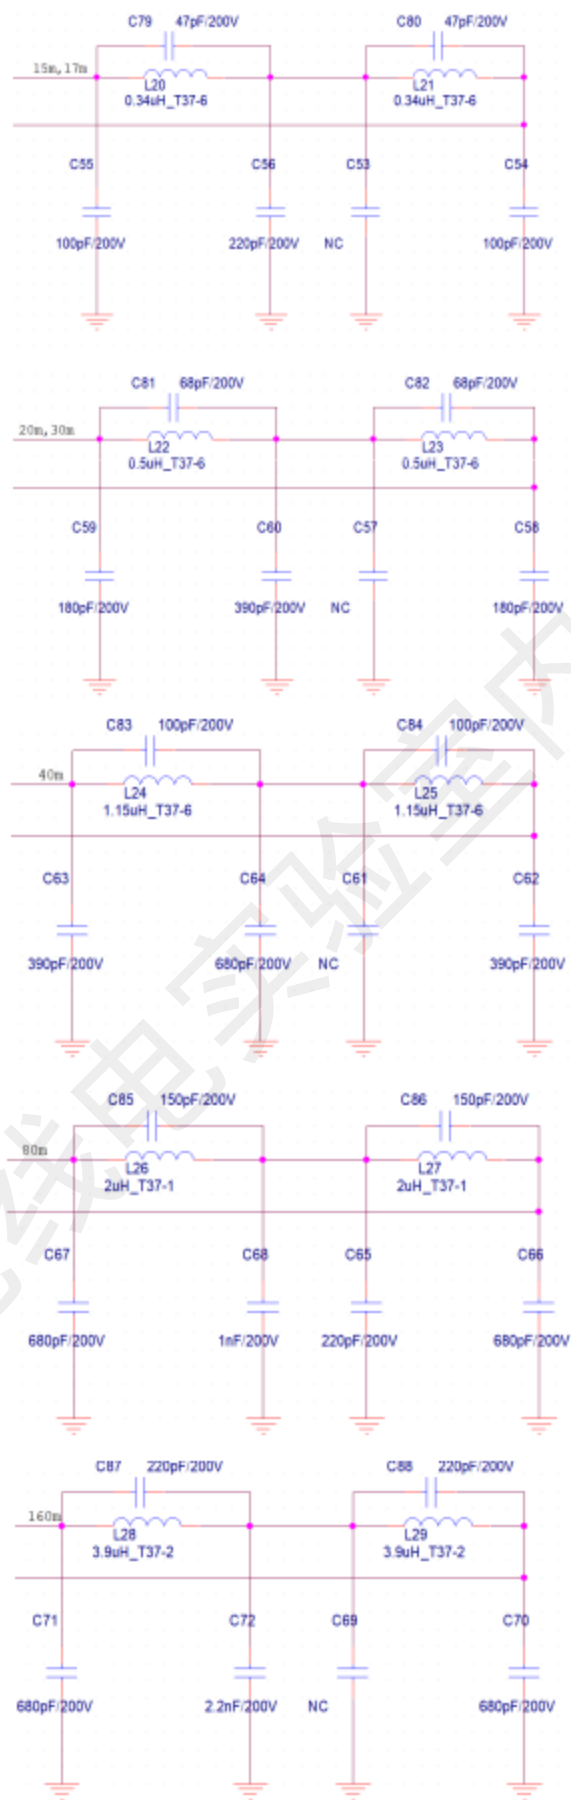 C79 47pF/200V C80 47pF/200V
15m,17m
L20 L21
0.34uH_T37-6 0.34uH_T37-6
C55 C56 C53 C54
100pF/200V 220pF/200V NC 100pF/200V
C81 68pF/200V C82 68pF/200V
20m,30m
L22 L23
0.5uH_T37-6 0.5uH_T37-6
C59 C60 C57 C58
180pF/200V 390pF/200V NC 180pF/200V
C83 100pF/200V C84 100pF/200V
40m
L24 L25
1.15uH_T37-6 1.15uH_T37-6
C63 C64 C61 C62
390pF/200V 680pF/200V NC 390pF/200V
C85 150pF/200V C86 150pF/200V
80m
L26 L27
2uH_T37-1 2uH_T37-1
C67 C68 C65 C66
680pF/200V 1nF/200V 220pF/200V 680pF/200V
C87 220pF/200V C88 220pF/200V
160m
L28 L29
3.9uH_T37-2 3.9uH_T37-2
C71 C72 C69 C70
680pF/200V 2.2nF/200V NC 680pF/200V
线电实验室内